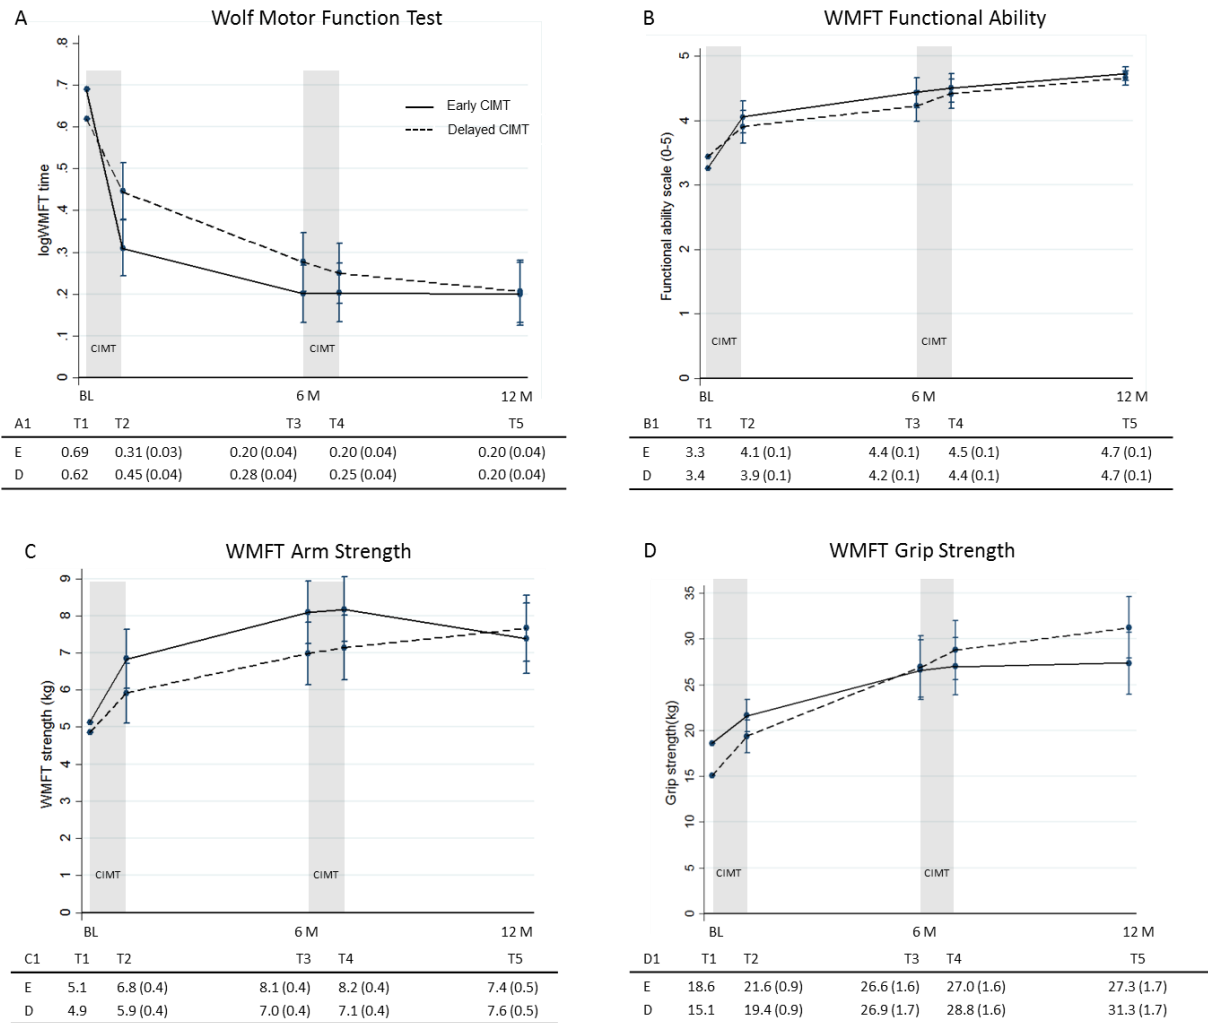 A Wolf Motor Function Test
.8
.7
.6
.5
.4
.3
.2
.1
0
logWMFT time
Early CIMT
Delayed CIMT
CIMT CIMT
BL 6 M 12 M
A1 T1 T2 T3 T4 T5
E 0.69 0.31 (0.03) 0.20 (0.04) 0.20 (0.04) 0.20 (0.04)
D 0.62 0.45 (0.04) 0.28 (0.04) 0.25 (0.04) 0.20 (0.04)
B WMFT Functional Ability
5
4
3
2
1
0
Functional ability scale (0-5)
CIMT CIMT
BL 6 M 12 M
B1 T1 T2 T3 T4 T5
E 3.3 4.1 (0.1) 4.4 (0.1) 4.5 (0.1) 4.7 (0.1)
D 3.4 3.9 (0.1) 4.2 (0.1) 4.4 (0.1) 4.7 (0.1)
C WMFT Arm Strength
9
8
7
6
5
4
3
2
1
0
WMFT strength (kg)
CIMT CIMT
BL 6 M 12 M
C1 T1 T2 T3 T4 T5
E 5.1 6.8 (0.4) 8.1 (0.4) 8.2 (0.4) 7.4 (0.5)
D 4.9 5.9 (0.4) 7.0 (0.4) 7.1 (0.4) 7.6 (0.5)
D WMFT Grip Strength
35
30
25
20
15
10
5
0
Grip strength(kg)
CIMT CIMT
BL 6 M 12 M
D1 T1 T2 T3 T4 T5
E 18.6 21.6 (0.9) 26.6 (1.6) 27.0 (1.6) 27.3 (1.7)
D 15.1 19.4 (0.9) 26.9 (1.7) 28.8 (1.6) 31.3 (1.7)